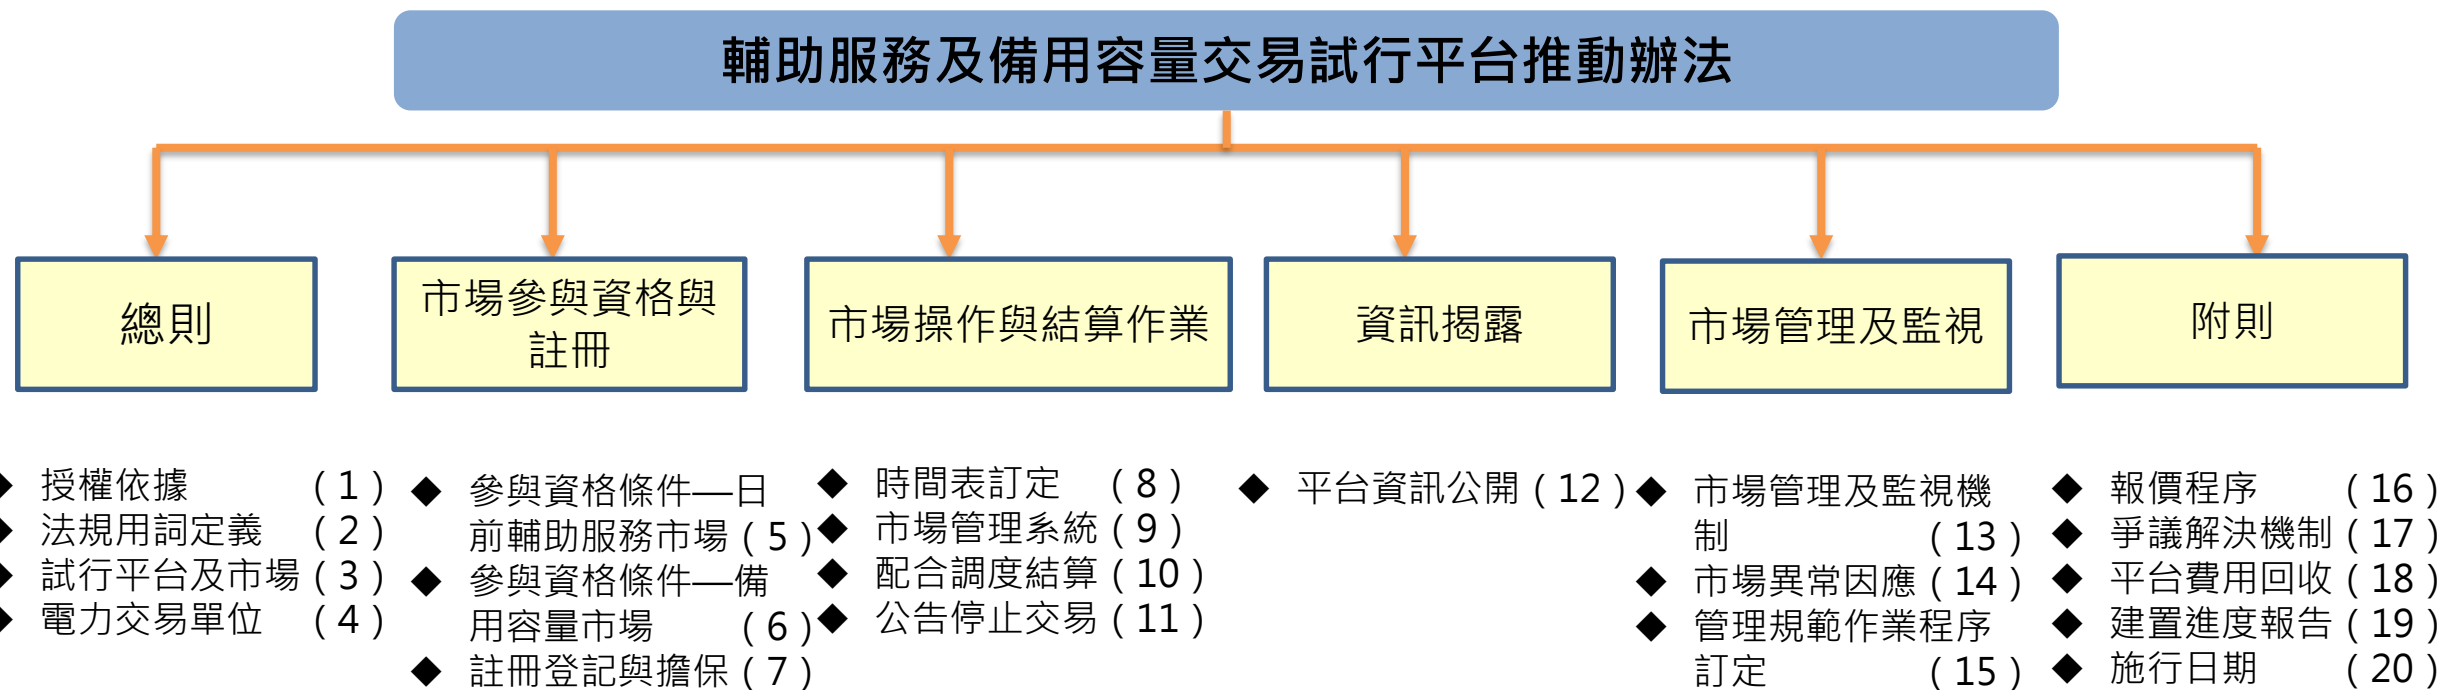 輔助服務及備用容量交易試行平台推動辦法
總則
市場參與資格與
註冊
市場操作與結算作業
資訊揭露
市場管理及監視
附則
◆ 授權依據 (1)
◆ 法規用詞定義 (2)
◆ 試行平台及市場(3)
◆ 電力交易單位 (4)
◆ 參與資格條件—日
前輔助服務市場(5)
◆ 參與資格條件—備
用容量市場 (6)
◆ 註冊登記與擔保(7)
◆ 時間表訂定 (8)
◆ 市場管理系統(9)
◆ 配合調度結算(10)
◆ 公告停止交易(11)
◆ 平台資訊公開(12)
◆ 市場管理及監視機
制 (13)
◆ 市場異常因應(14)
◆ 管理規範作業程序
訂定 (15)
◆ 報價程序 (16)
◆ 爭議解決機制(17)
◆ 平台費用回收(18)
◆ 建置進度報告(19)
◆ 施行日期 (20)